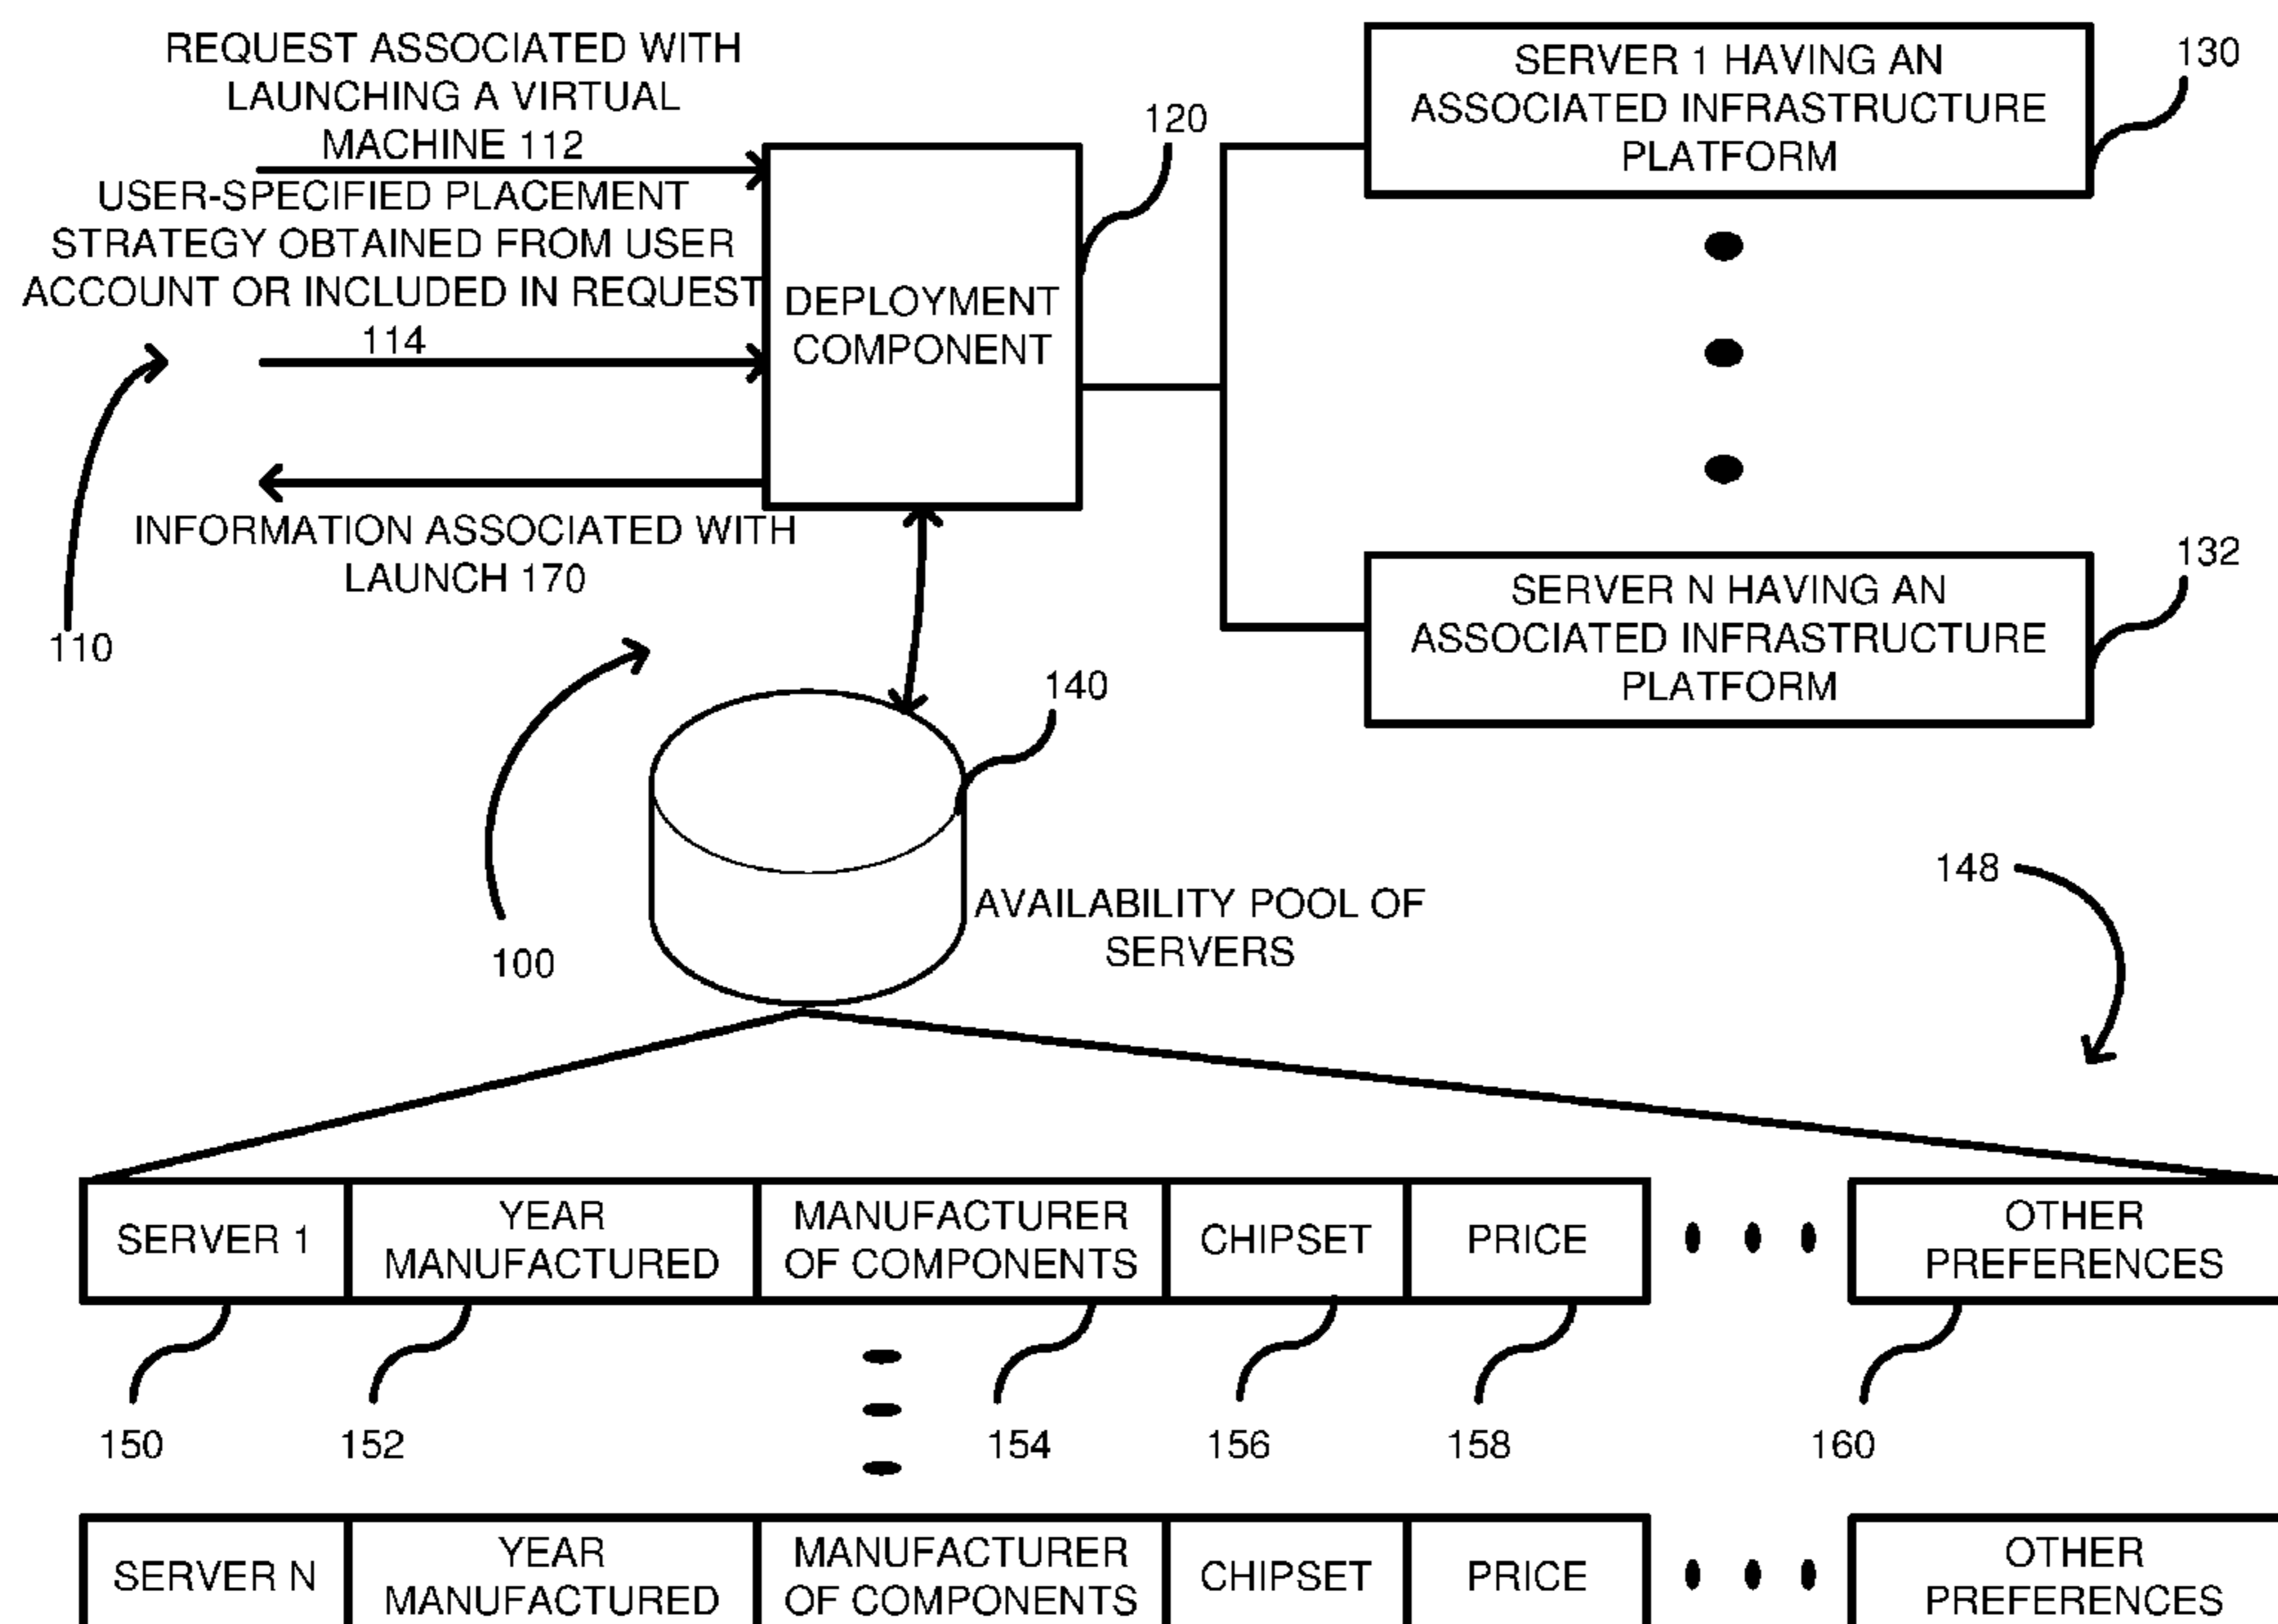 REQUEST ASSOCIATED WITH
LAUNCHING A VIRTUAL
MACHINE 112
USER-SPECIFIED PLACEMENT
STRATEGY OBTAINED FROM USER
ACCOUNT OR INCLUDED IN REQUEST
114
INFORMATION ASSOCIATED WITH
LAUNCH 170
110
DEPLOYMENT
COMPONENT
120
SERVER 1 HAVING AN
ASSOCIATED INFRASTRUCTURE
PLATFORM
130
SERVER N HAVING AN
ASSOCIATED INFRASTRUCTURE
PLATFORM
132
140
100
AVAILABILITY POOL OF
SERVERS
148
SERVER 1
YEAR
MANUFACTURED
MANUFACTURER
OF COMPONENTS
CHIPSET
PRICE
OTHER
PREFERENCES
150
152
154
156
158
160
SERVER N
YEAR
MANUFACTURED
MANUFACTURER
OF COMPONENTS
CHIPSET
PRICE
OTHER
PREFERENCES